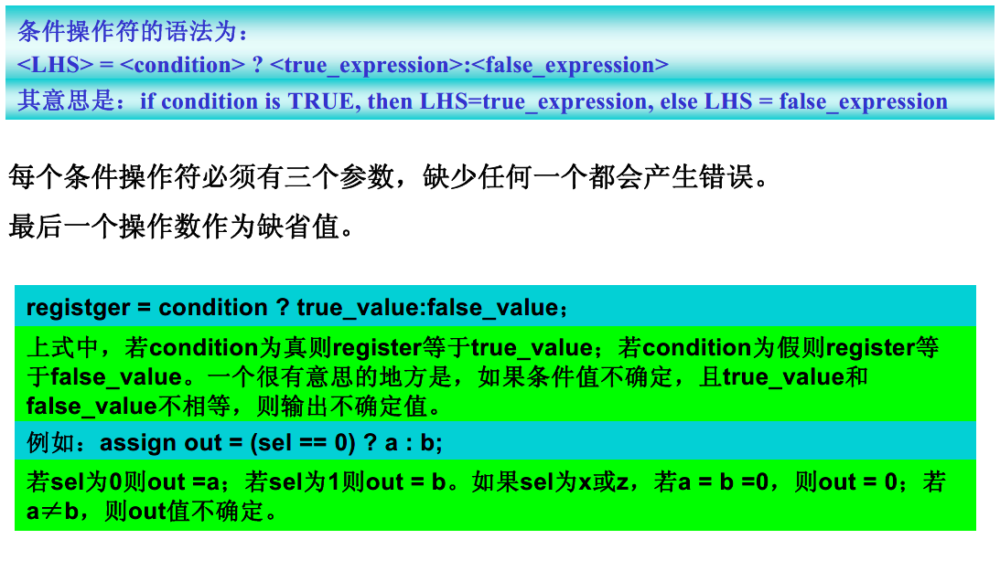 条件操作符的语法为：
<LHS> = <condition> ? <true_expression>:<false_expression>
其意思是：if condition is TRUE, then LHS=true_expression, else LHS = false_expression
每个条件操作符必须有三个参数，缺少任何一个都会产生错误。
最后一个操作数作为缺省值。
registger = condition ? true_value:false_value；
上式中，若condition为真则register等于true_value；若condition为假则register等
于false_value。一个很有意思的地方是，如果条件值不确定，且true_value和
false_value不相等，则输出不确定值。
例如：assign out = (sel == 0) ? a : b;
若sel为0则out =a；若sel为1则out = b。如果sel为x或z，若a = b =0，则out = 0；若
a≠b，则out值不确定。